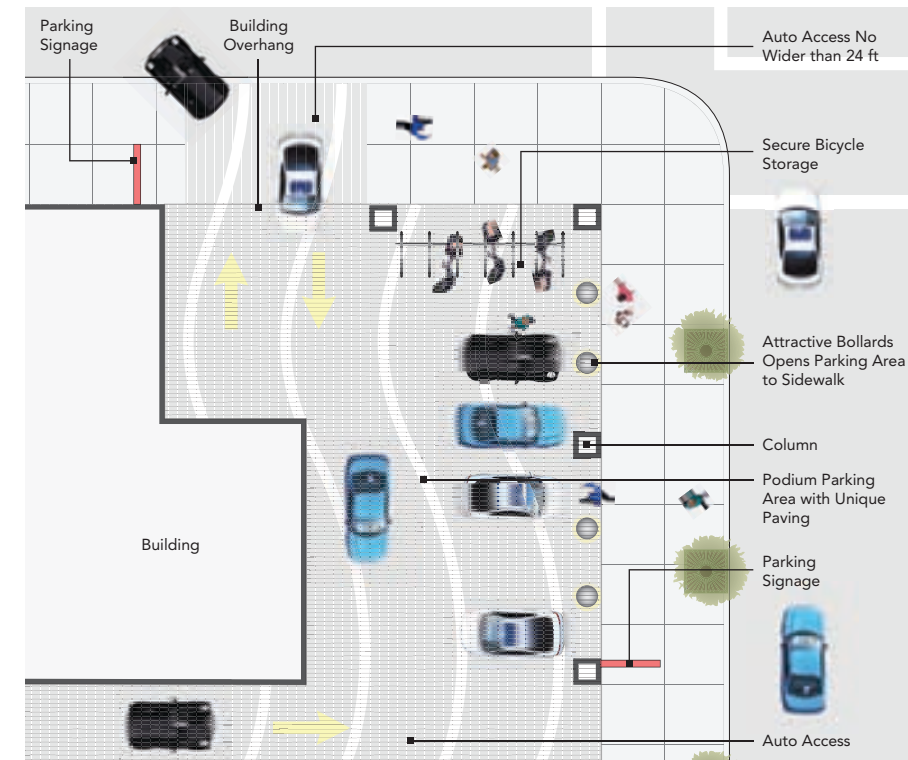 Parking
Signage
Building
Overhang
Auto Access No
Wider than 24 ft
Secure Bicycle
Storage
Attractive Bollards
Opens Parking Area
to Sidewalk
Column
Podium Parking
Area with Unique
Paving
Building
Parking
Signage
Auto Access